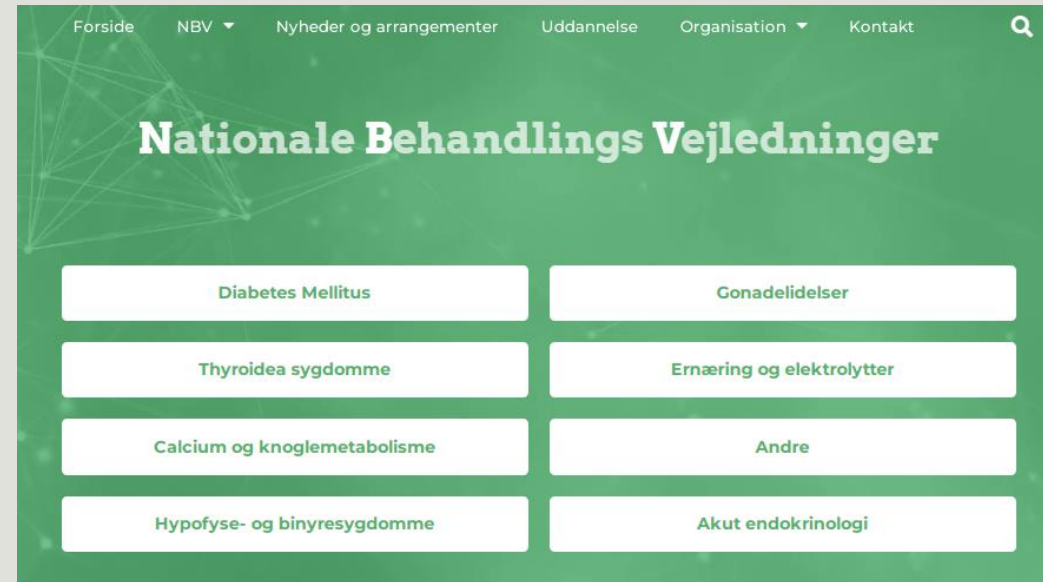 Forside NBV Nyheder og arrangementer Uddannelse Organisation Kontakt
Nationale Behandlings Vejledninger
Diabetes Mellitus Gonadelidelser
Thyroidea sygdomme Ernæring og elektrolytter
Calcium og knoglemetabolisme Andre
Hypofyse- og binyresygdomme Akut endokrinologi